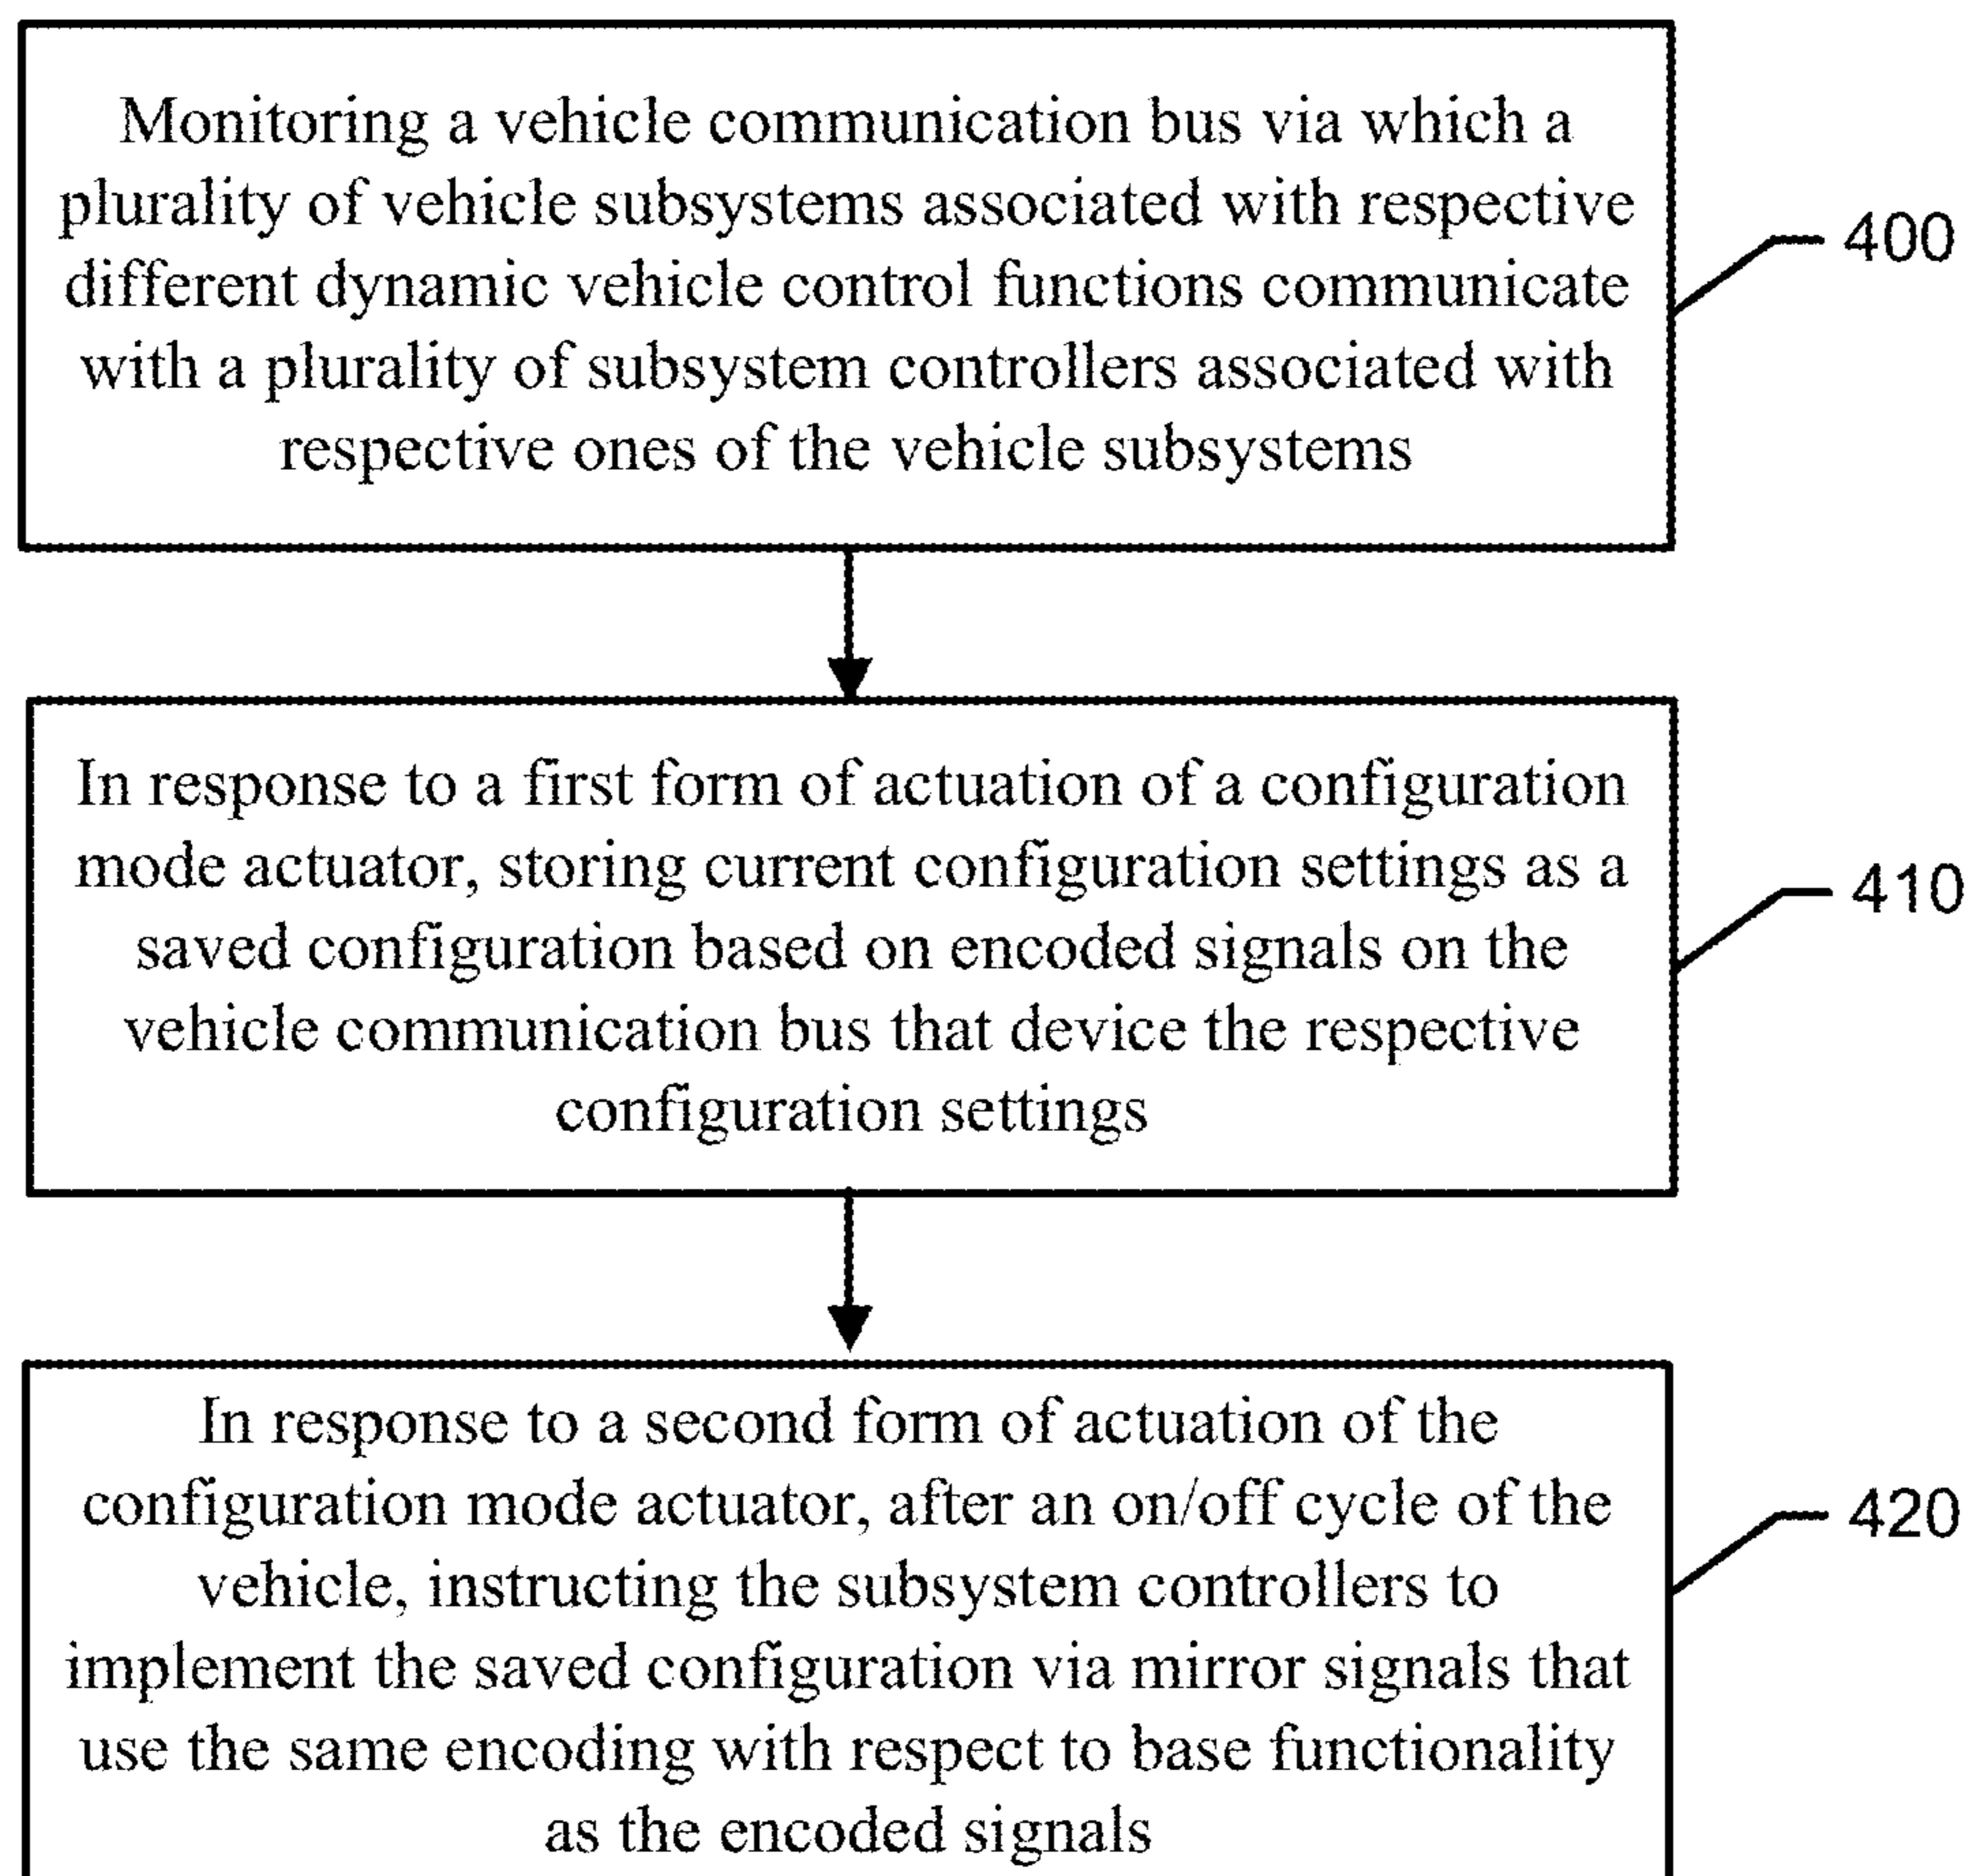 Monitoring a vehicle communication bus via which a
plurality of vehicle subsystems associated with respective
different dynamic vehicle control functions communicate
with a plurality of subsystem controllers associated with
respective ones of the vehicle subsystems
400
In response to a first form of actuation of a configuration
mode actuator, storing current configuration settings as a
saved configuration based on encoded signals on the
vehicle communication bus that device the respective
configuration settings
410
In response to a second form of actuation of the
configuration mode actuator, after an on/off cycle of the
vehicle, instructing the subsystem controllers to
implement the saved configuration via mirror signals that
use the same encoding with respect to base functionality
as the encoded signals
420